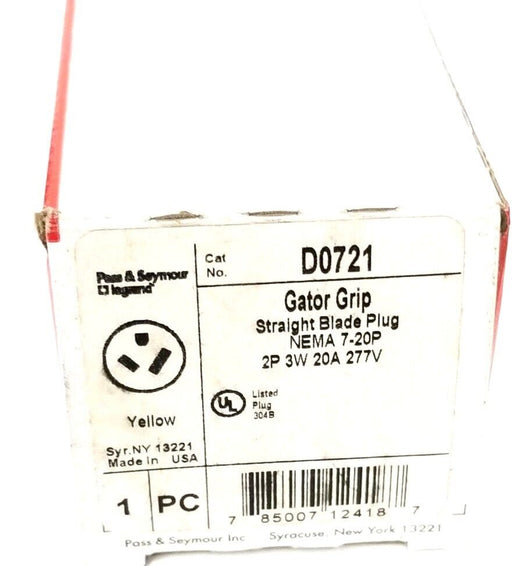 Pass & Seymour
legrand
Cat
No.
D0721
Gator Grip
Straight Blade Plug
NEMA 7-20P
2P 3W 20A 277V
UL
Listed
Plug
304B
Yellow
Syr. NY 13221
Made in USA
1 PC
7 85007 12418 7
Pass & Seymour Inc Syracuse, New York 13221